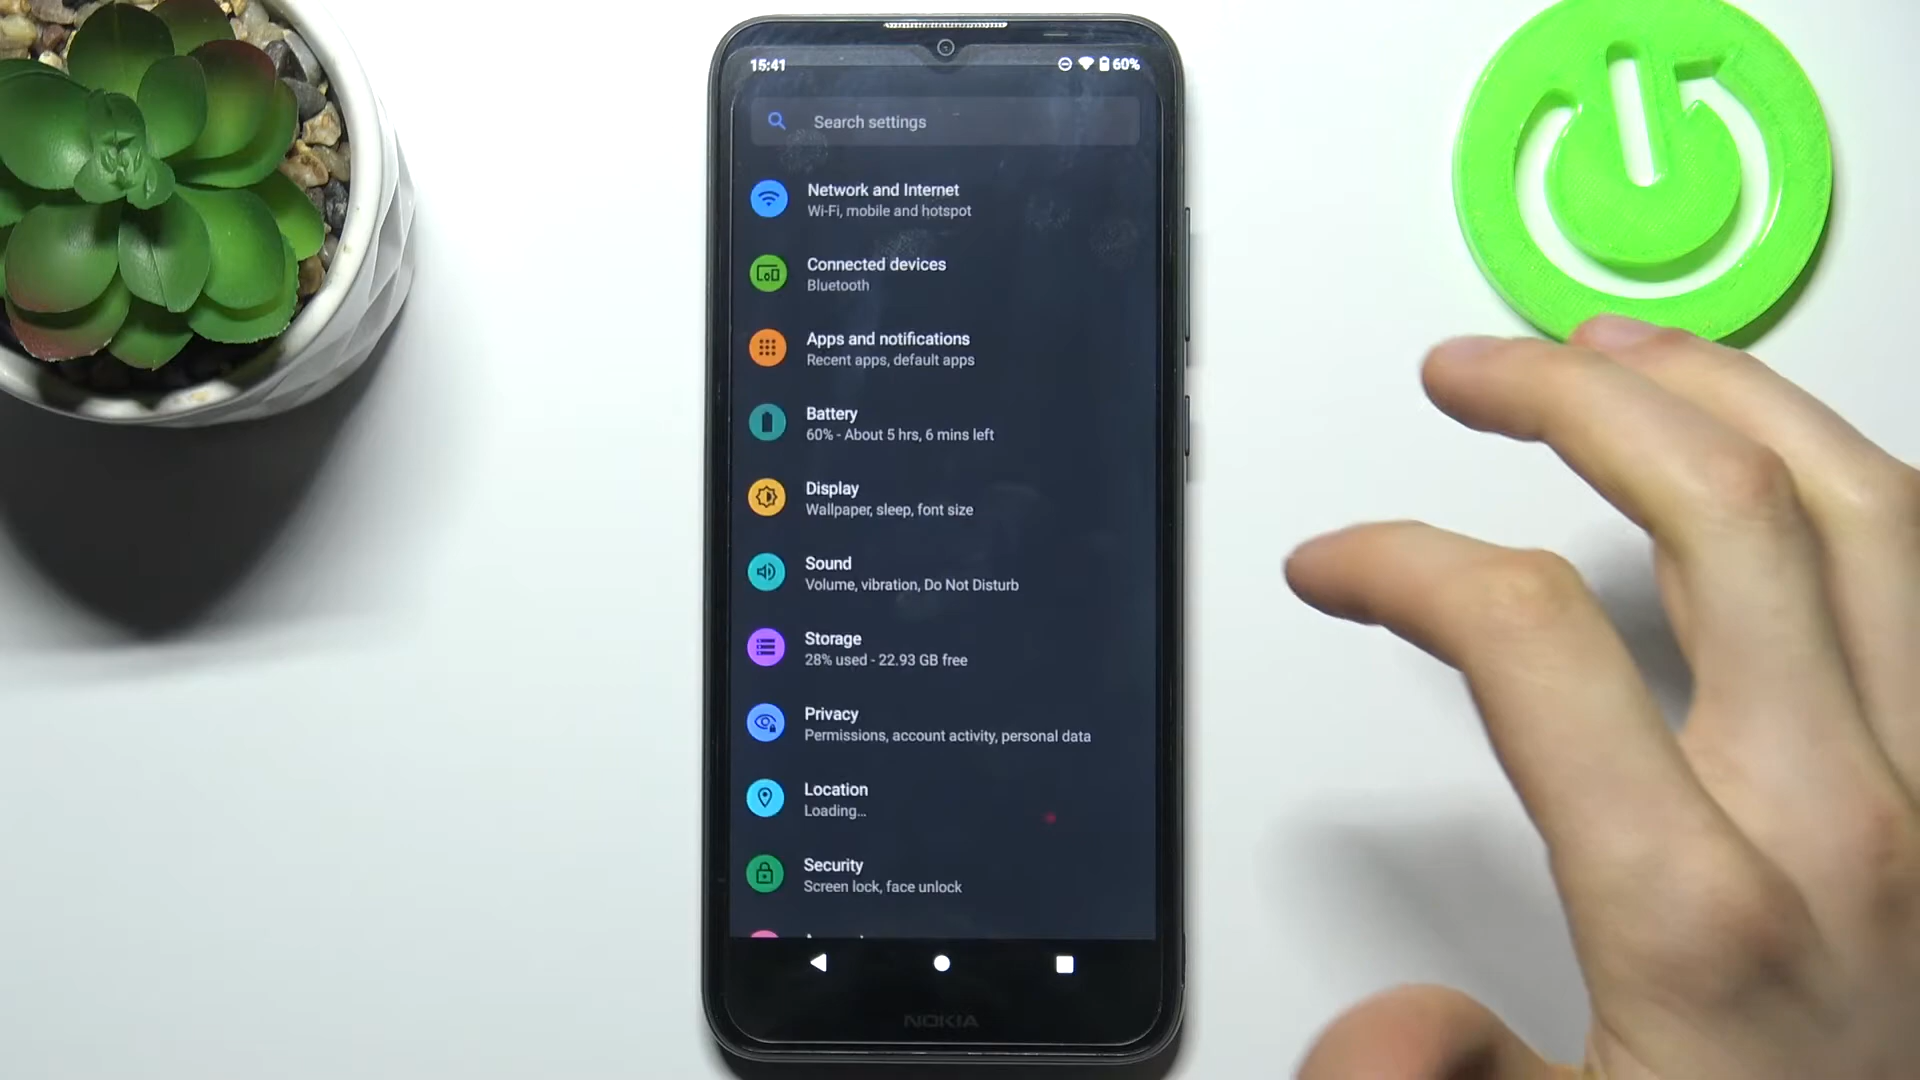 15:41
60%
Search settings
Network and Internet
Wi-Fi, mobile and hotspot
Connected devices
Bluetooth
Apps and notifications
Recent apps, default apps
Battery
60% - About 5 hrs, 6 mins left
Display
Wallpaper, sleep, font size
Sound
Volume, vibration, Do Not Disturb
Storage
28% used - 22.93 GB free
Privacy
Permissions, account activity, personal data
Location
Loading...
Security
Screen lock, face unlock
NOKIA